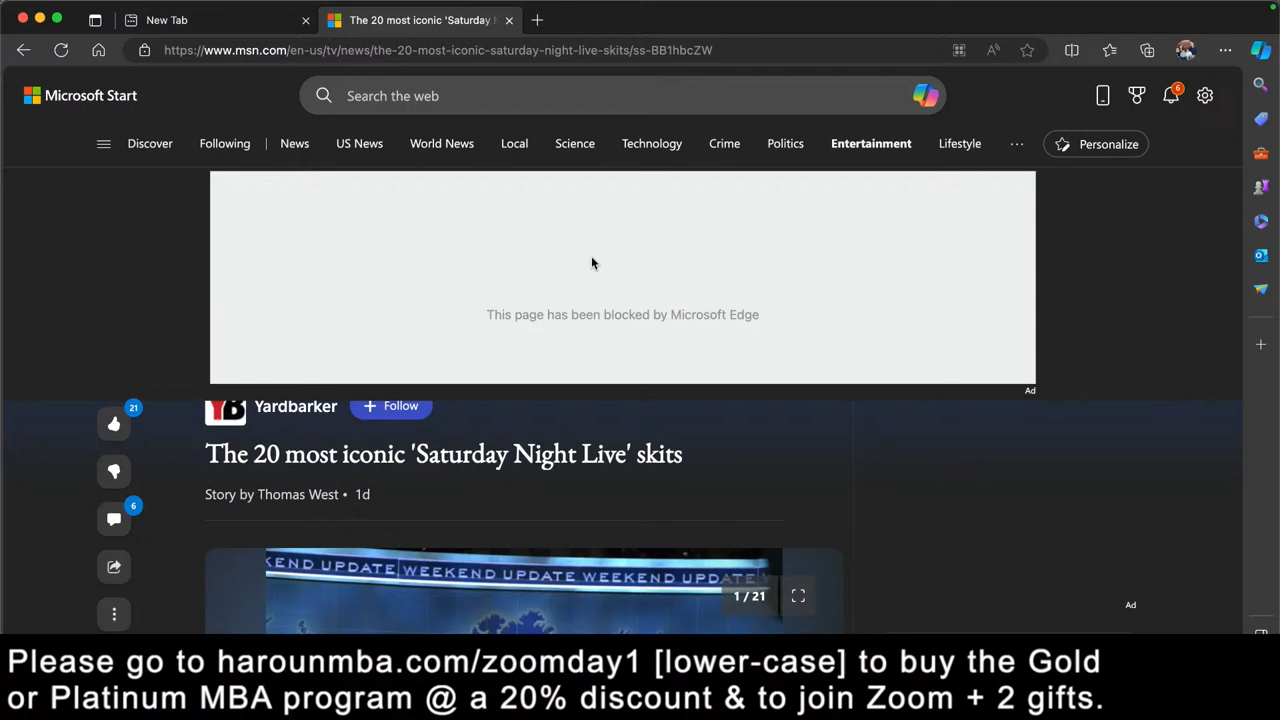 New Tab
The 20 most iconic 'Saturday N
https://www.msn.com/en-us/tv/news/the-20-most-iconic-saturday-night-live-skits/ss-BB1hbcZW
Microsoft Start
Search the web
6
Discover Following News US News World News Local Science Technology Crime Politics Entertainment Lifestyle ... Personalize
This page has been blocked by Microsoft Edge
Ad
21
YB Yardbarker + Follow
The 20 most iconic 'Saturday Night Live' skits
Story by Thomas West • 1d
6
KEND UPDATE WEEKEND UPDATE WEEKEND UPDATE
1 / 21
Ad
Please go to harounmba.com/zoomday1 [lower-case] to buy the Gold
or Platinum MBA program @ a 20% discount & to join Zoom + 2 gifts.